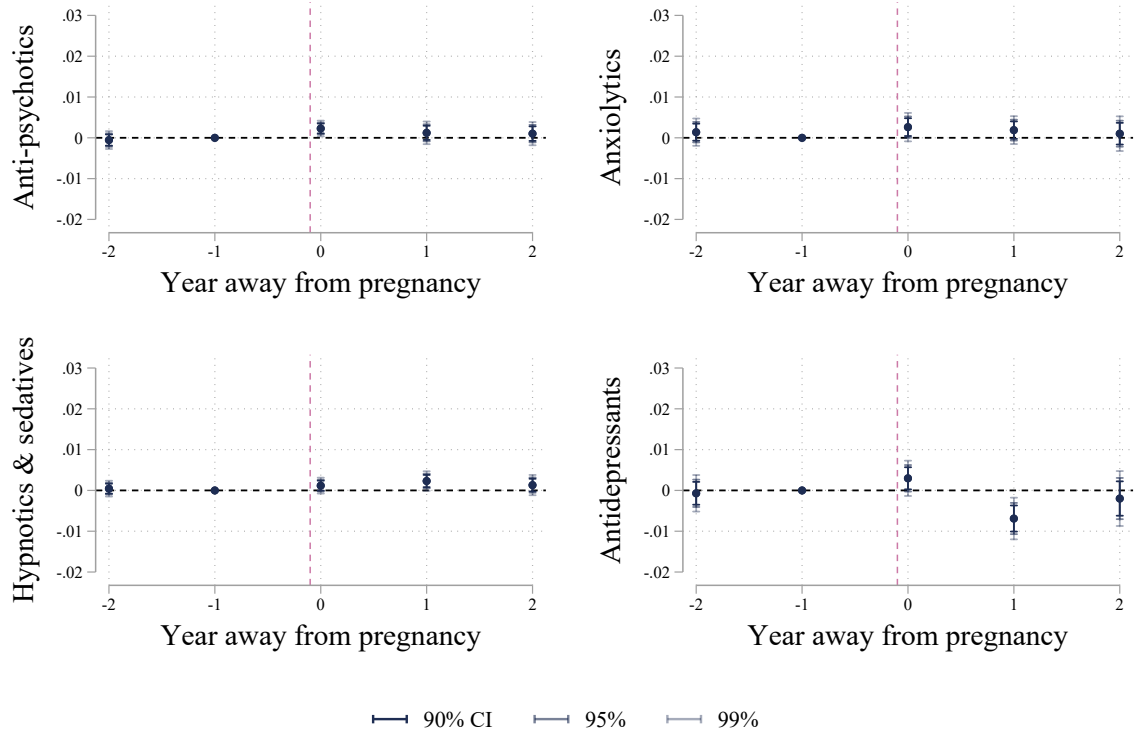 Anti-psychotics
.03
.02
.01
0
-.01
-.02
-2 -1 0 1 2
Year away from pregnancy
Anxiolytics
.03
.02
.01
0
-.01
-.02
-2 -1 0 1 2
Year away from pregnancy
Hypnotics & sedatives
.03
.02
.01
0
-.01
-.02
-2 -1 0 1 2
Year away from pregnancy
Antidepressants
.03
.02
.01
0
-.01
-.02
-2 -1 0 1 2
Year away from pregnancy
90% CI 95% 99%